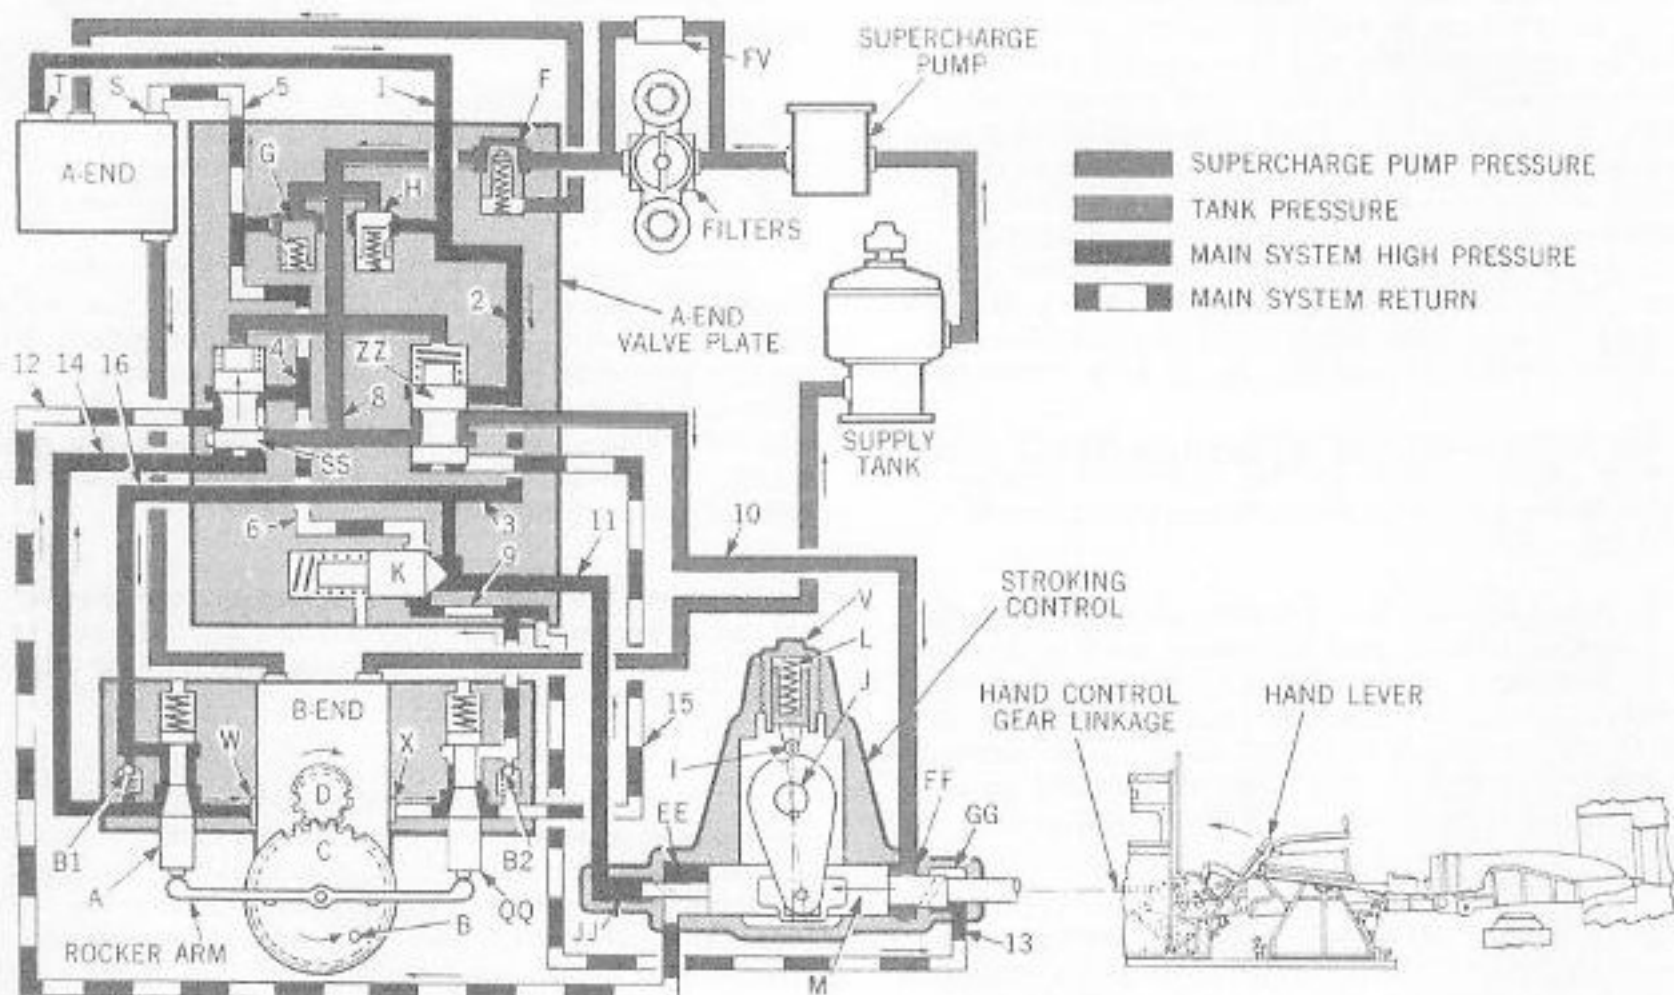 SUPERCHARGE
PUMP
FV
T
S
5
1
F
A-END
G
H
FILTERS
SUPERCHARGE PUMP PRESSURE
TANK PRESSURE
MAIN SYSTEM HIGH PRESSURE
MAIN SYSTEM RETURN
2
A-END
VALVE PLATE
12 14 16
4
ZZ
8
SS
SUPPLY
TANK
6
3
11
10
9
K
STROKING
CONTROL
V
L
J
HAND CONTROL
GEAR LINKAGE
HAND LEVER
B-END
15
W
X
D
I
EE
FF
GG
B1
C
B2
A
QQ
JJ
B
ROCKER ARM
13
M